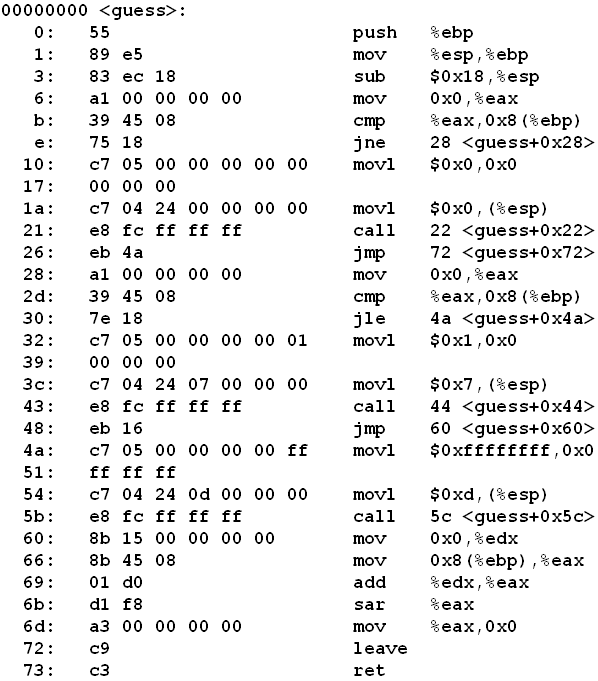 00000000 <guess>:
0: 55 push %ebp
1: 89 e5 mov %esp,%ebp
3: 83 ec 18 sub $0x18,%esp
6: a1 00 00 00 00 mov 0x0,%eax
b: 39 45 08 cmp %eax,0x8(%ebp)
e: 75 18 jne 28 <guess+0x28>
10: c7 05 00 00 00 00 00 movl $0x0,0x0
17: 00 00 00
1a: c7 04 24 00 00 00 00 movl $0x0,(%esp)
21: e8 fc ff ff ff call 22 <guess+0x22>
26: eb 4a jmp 72 <guess+0x72>
28: a1 00 00 00 00 mov 0x0,%eax
2d: 39 45 08 cmp %eax,0x8(%ebp)
30: 7e 18 jle 4a <guess+0x4a>
32: c7 05 00 00 00 00 01 movl $0x1,0x0
39: 00 00 00
3c: c7 04 24 07 00 00 00 movl $0x7,(%esp)
43: e8 fc ff ff ff call 44 <guess+0x44>
48: eb 16 jmp 60 <guess+0x60>
4a: c7 05 00 00 00 00 ff movl $0xffffffff,0x0
51: ff ff ff
54: c7 04 24 0d 00 00 00 movl $0xd,(%esp)
5b: e8 fc ff ff ff call 5c <guess+0x5c>
60: 8b 15 00 00 00 00 mov 0x0,%edx
66: 8b 45 08 mov 0x8(%ebp),%eax
69: 01 d0 add %edx,%eax
6b: d1 f8 sar %eax
6d: a3 00 00 00 00 mov %eax,0x0
72: c9 leave
73: c3 ret